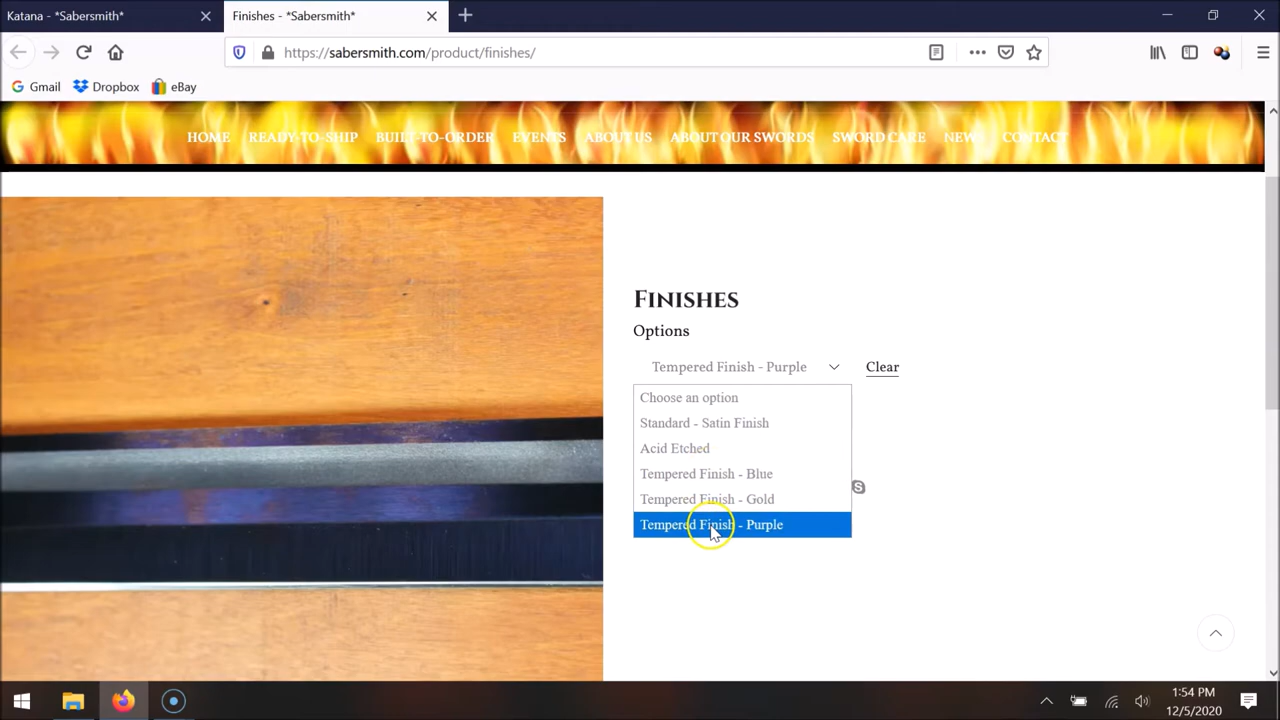 Katana - *Sabersmith*
Finishes - *Sabersmith*
https://sabersmith.com/product/finishes/
Gmail Dropbox eBay
HOME READY-TO-SHIP BUILT-TO-ORDER EVENTS ABOUT US ABOUT OUR SWORDS SWORD CARE NEWS CONTACT
FINISHES
Options
Tempered Finish - Purple Clear
Choose an option
Standard - Satin Finish
Acid Etched
Tempered Finish - Blue
Tempered Finish - Gold
Tempered Finish - Purple
1:54 PM
12/5/2020